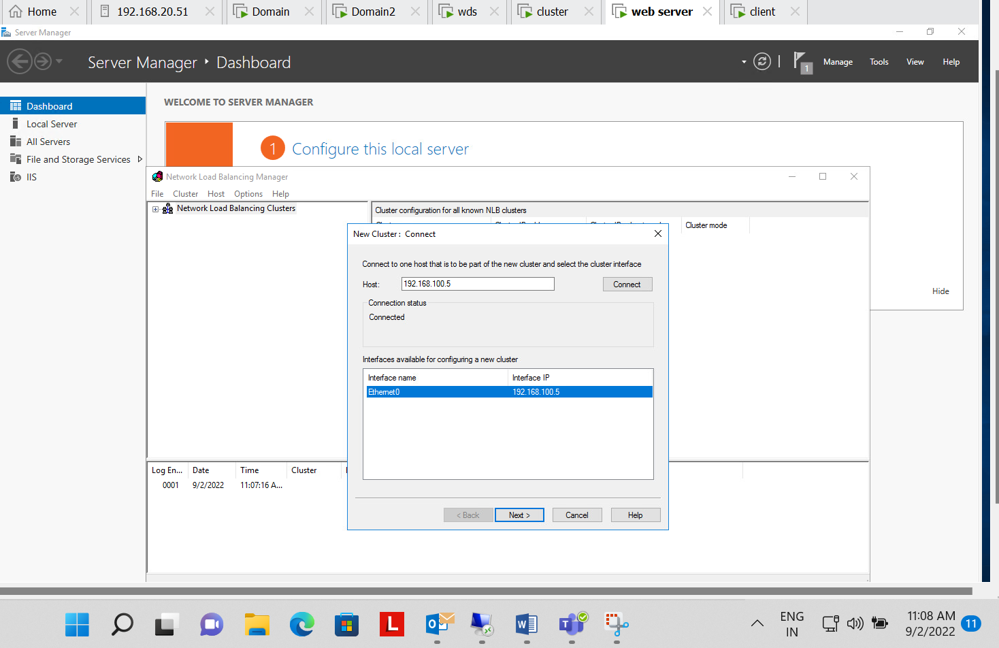 Home
192.168.20.51
Domain
Domain2
wds
cluster
web server
client
Server Manager
Server Manager
Dashboard
1
Manage
Tools
View
Help
Dashboard
Local Server
All Servers
File and Storage Services
IIS
WELCOME TO SERVER MANAGER
1
Configure this local server
Hide
Network Load Balancing Manager
File
Cluster
Host
Options
Help
Network Load Balancing Clusters
Cluster configuration for all known NLB clusters
Cluster mode
New Cluster : Connect
Connect to one host that is to be part of the new cluster and select the cluster interface
Host:
192.168.100.5
Connect
Connection status
Connected
Interfaces available for configuring a new cluster
Interface name
Interface IP
Ethernet0
192.168.100.5
< Back
Next >
Cancel
Help
Log En...
Date
Time
Cluster
0001
9/2/2022
11:07:16 A...
L
ENG
IN
11:08 AM
9/2/2022
11